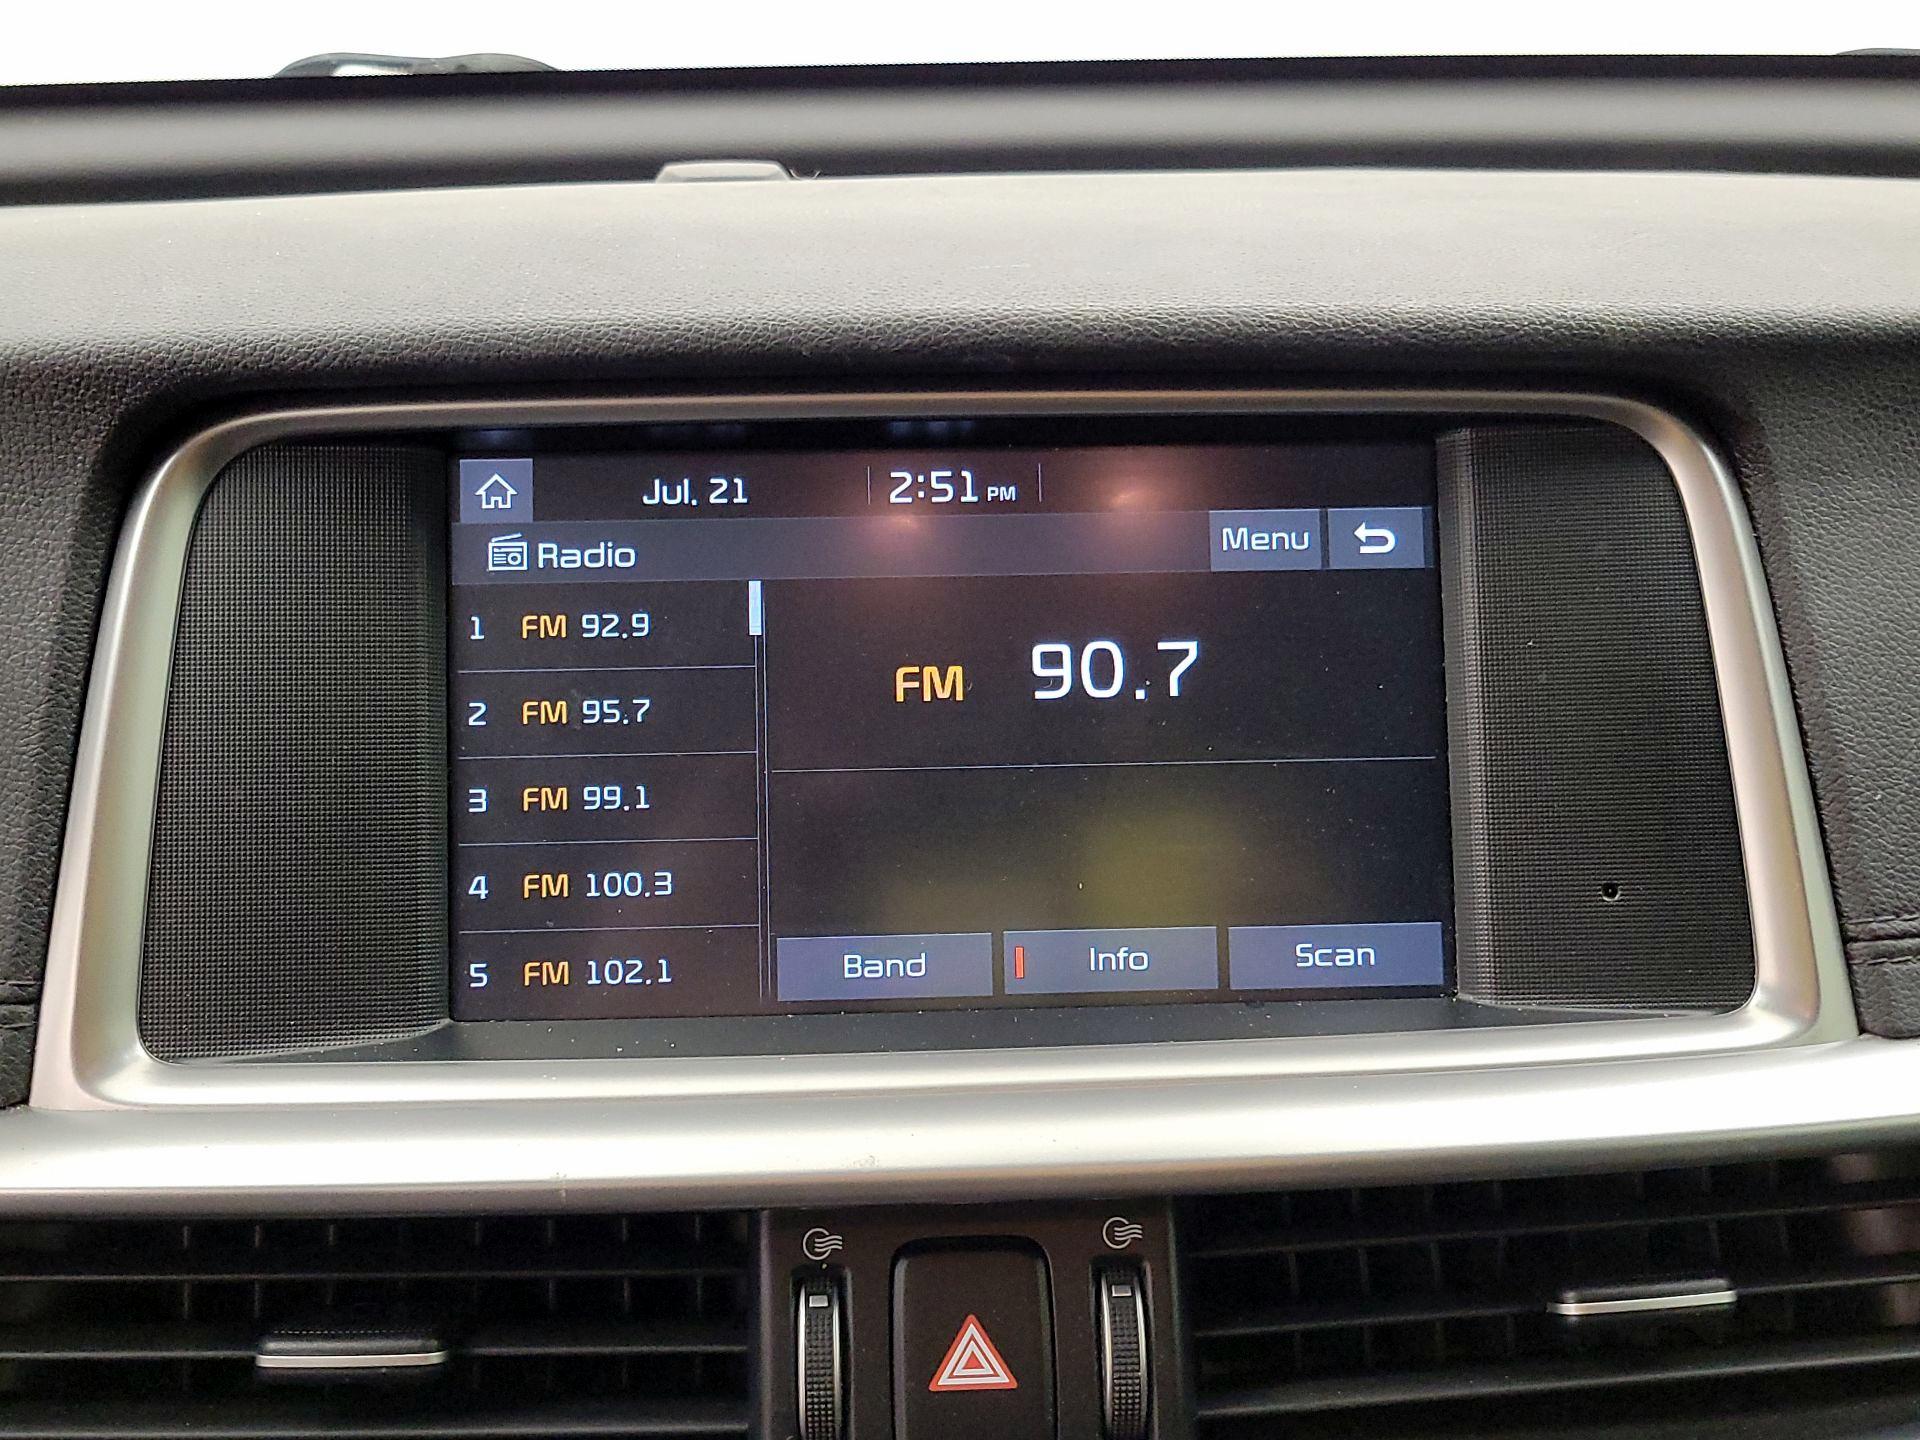 Jul. 21 2:51 PM
Radio Menu
1 FM 92.9
2 FM 95.7
3 FM 99.1
4 FM 100.3
5 FM 102.1
FM 90.7
Band Info Scan